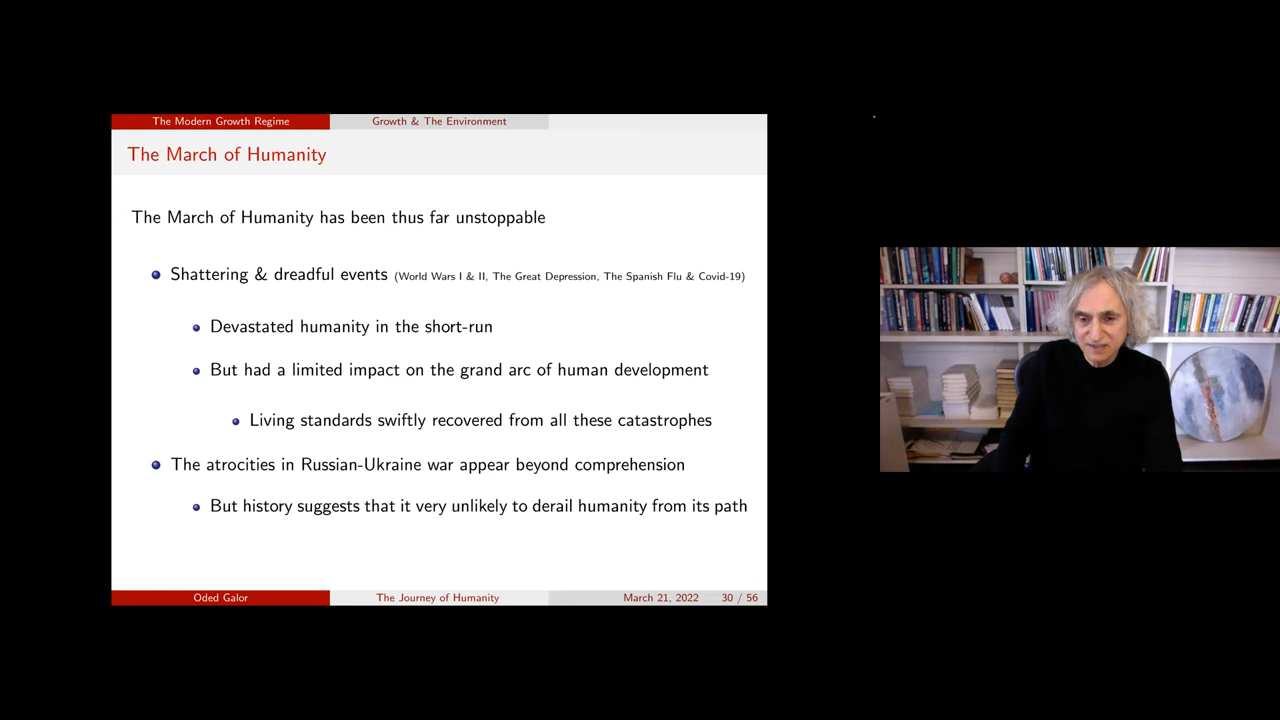 The Modern Growth Regime
Growth & The Environment
The March of Humanity
The March of Humanity has been thus far unstoppable
Shattering & dreadful events (World Wars I & II, The Great Depression, The Spanish Flu & Covid-19)
Devastated humanity in the short-run
But had a limited impact on the grand arc of human development
Living standards swiftly recovered from all these catastrophes
The atrocities in Russian-Ukraine war appear beyond comprehension
But history suggests that it very unlikely to derail humanity from its path
Oded Galor
The Journey of Humanity
March 21, 2022
30 / 56